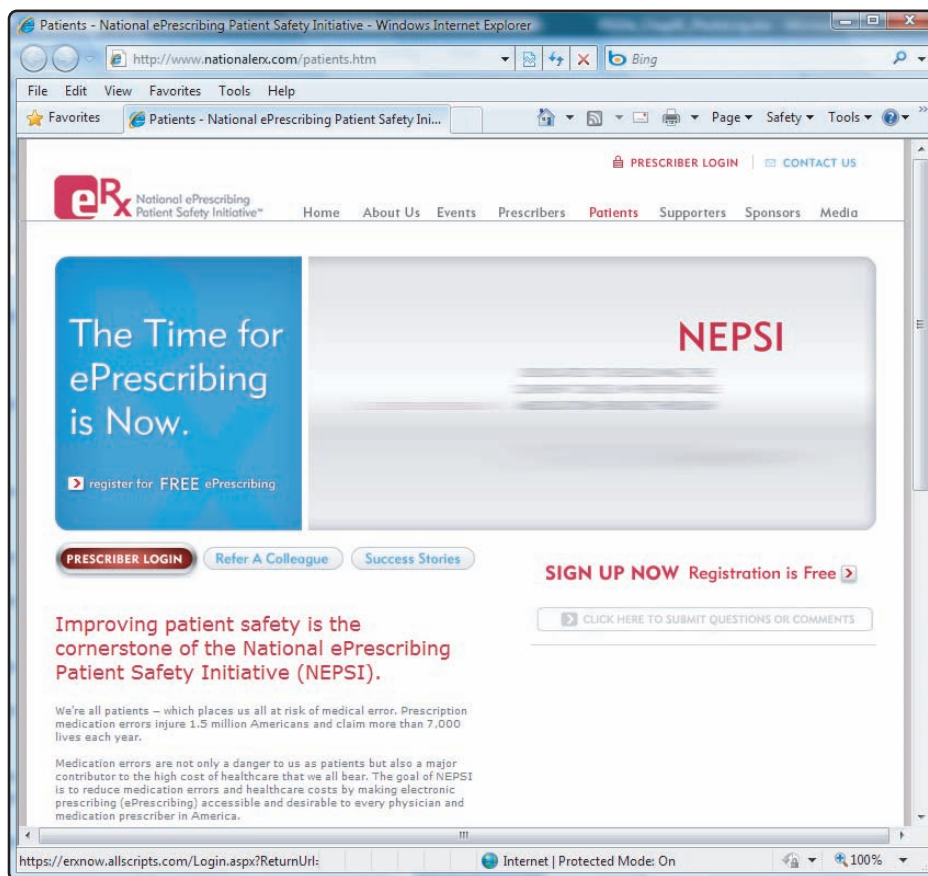 Patients - National ePrescribing Patient Safety Initiative - Windows Internet Explorer
http://www.nationalerx.com/patients.htm
Bing
File Edit View Favorites Tools Help
Favorites
Patients - National ePrescribing Patient Safety Ini...
Page Safety Tools
PRESCRIBER LOGIN
CONTACT US
eRx National ePrescribing
Patient Safety Initiative™
Home About Us Events Prescribers Patients Supporters Sponsors Media
The Time for
ePrescribing
is Now.
register for FREE ePrescribing
NEPSI
PRESCRIBER LOGIN
Refer A Colleague
Success Stories
SIGN UP NOW Registration is Free
CLICK HERE TO SUBMIT QUESTIONS OR COMMENTS
Improving patient safety is the
cornerstone of the National ePrescribing
Patient Safety Initiative (NEPSI).
We're all patients – which places us all at risk of medical error. Prescription
medication errors injure 1.5 million Americans and claim more than 7,000
lives each year.
Medication errors are not only a danger to us as patients but also a major
contributor to the high cost of healthcare that we all bear. The goal of NEPSI
is to reduce medication errors and healthcare costs by making electronic
prescribing (ePrescribing) accessible and desirable to every physician and
medication prescriber in America.
https://erxnow.allscripts.com/Login.aspx?ReturnUrl=
Internet | Protected Mode: On
100%